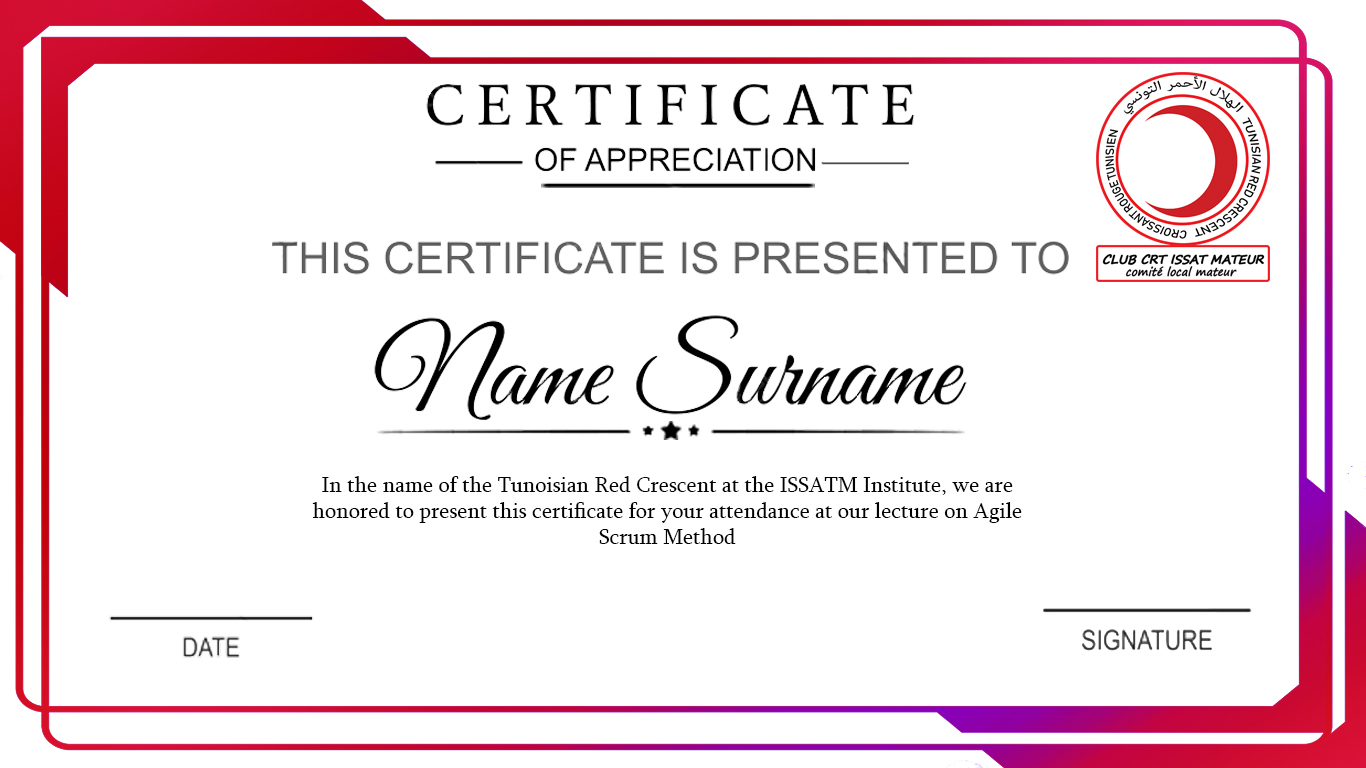 CERTIFICATE
OF APPRECIATION
الهلال الأحمر التونسي
TUNISIAN RED CRESCENT
CROISSANT ROUGE TUNISIEN
CLUB CRT ISSAT MATEUR
comité local mateur
THIS CERTIFICATE IS PRESENTED TO
Name Surname
In the name of the Tunoisian Red Crescent at the ISSATM Institute, we are
honored to present this certificate for your attendance at our lecture on Agile
Scrum Method
DATE
SIGNATURE